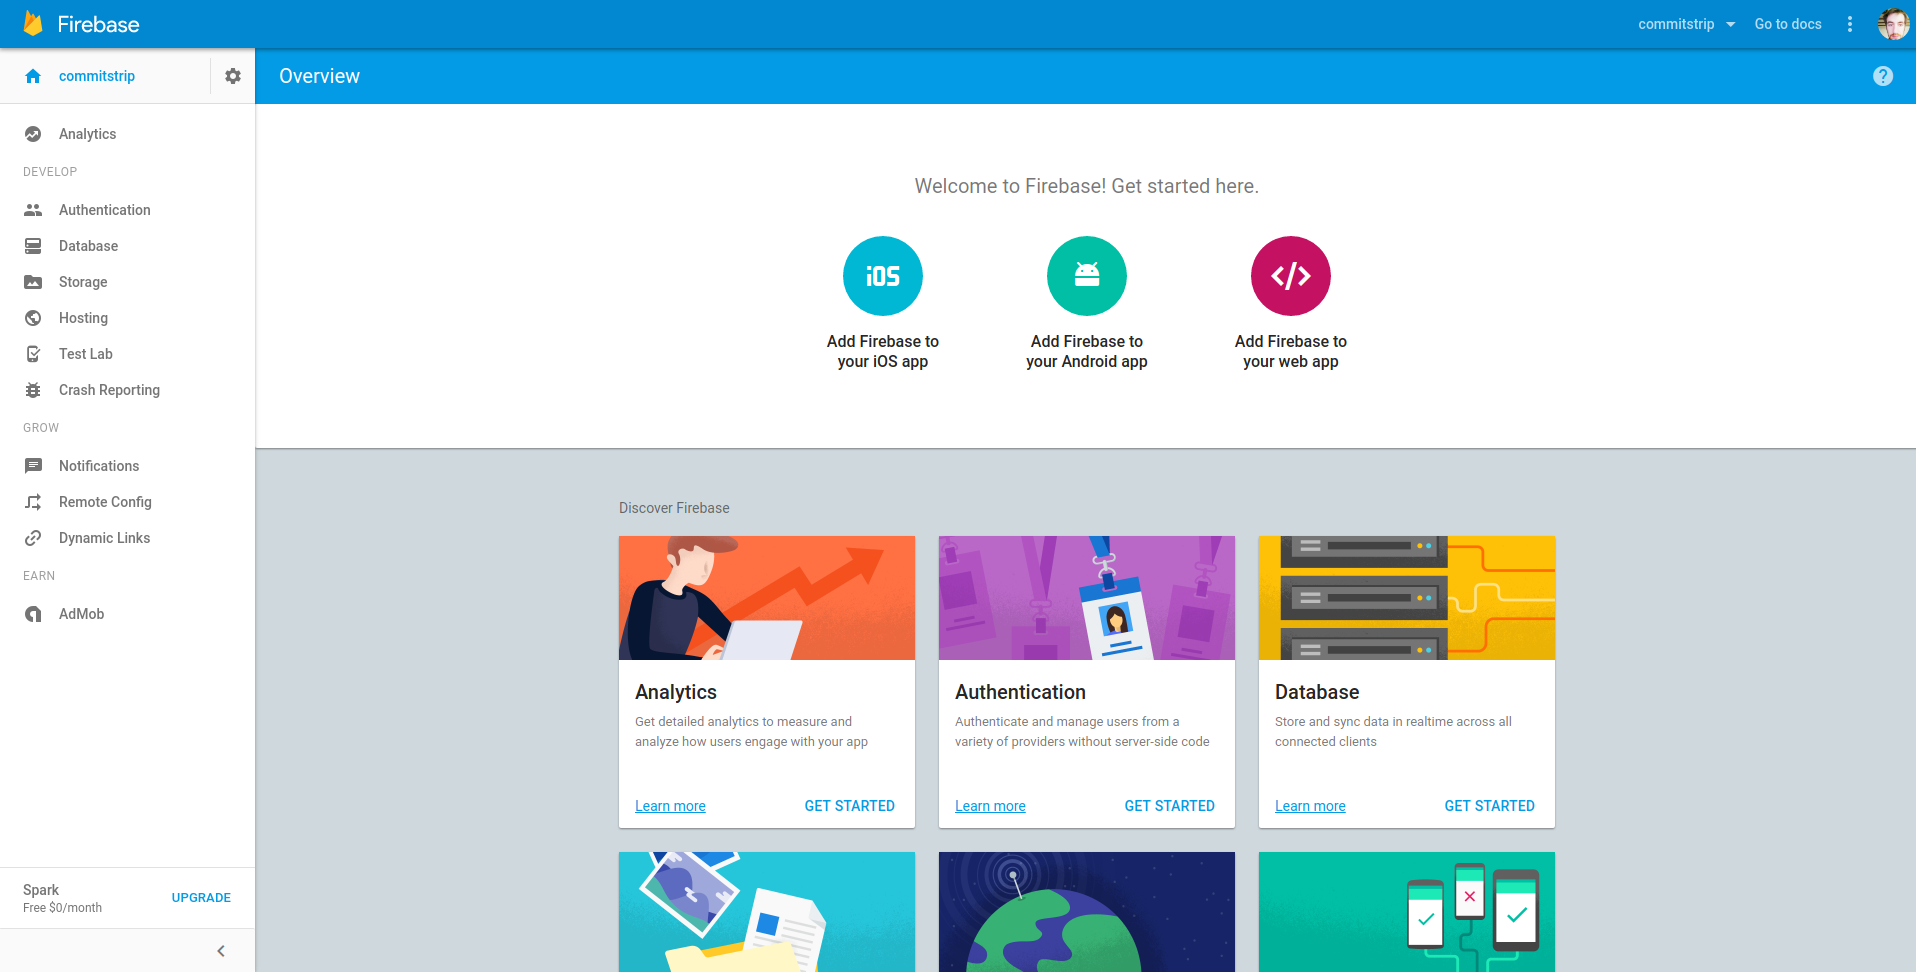 Firebase
commitstrip
Go to docs
commitstrip
Overview
Analytics
DEVELOP
Authentication
Database
Storage
Hosting
Test Lab
Crash Reporting
GROW
Notifications
Remote Config
Dynamic Links
EARN
AdMob
Spark
Free $0/month
UPGRADE
Welcome to Firebase! Get started here.
iOS
Add Firebase to
your iOS app
Add Firebase to
your Android app
</>
Add Firebase to
your web app
Discover Firebase
Analytics
Get detailed analytics to measure and
analyze how users engage with your app
Learn more
GET STARTED
Authentication
Authenticate and manage users from a
variety of providers without server-side code
Learn more
GET STARTED
Database
Store and sync data in realtime across all
connected clients
Learn more
GET STARTED